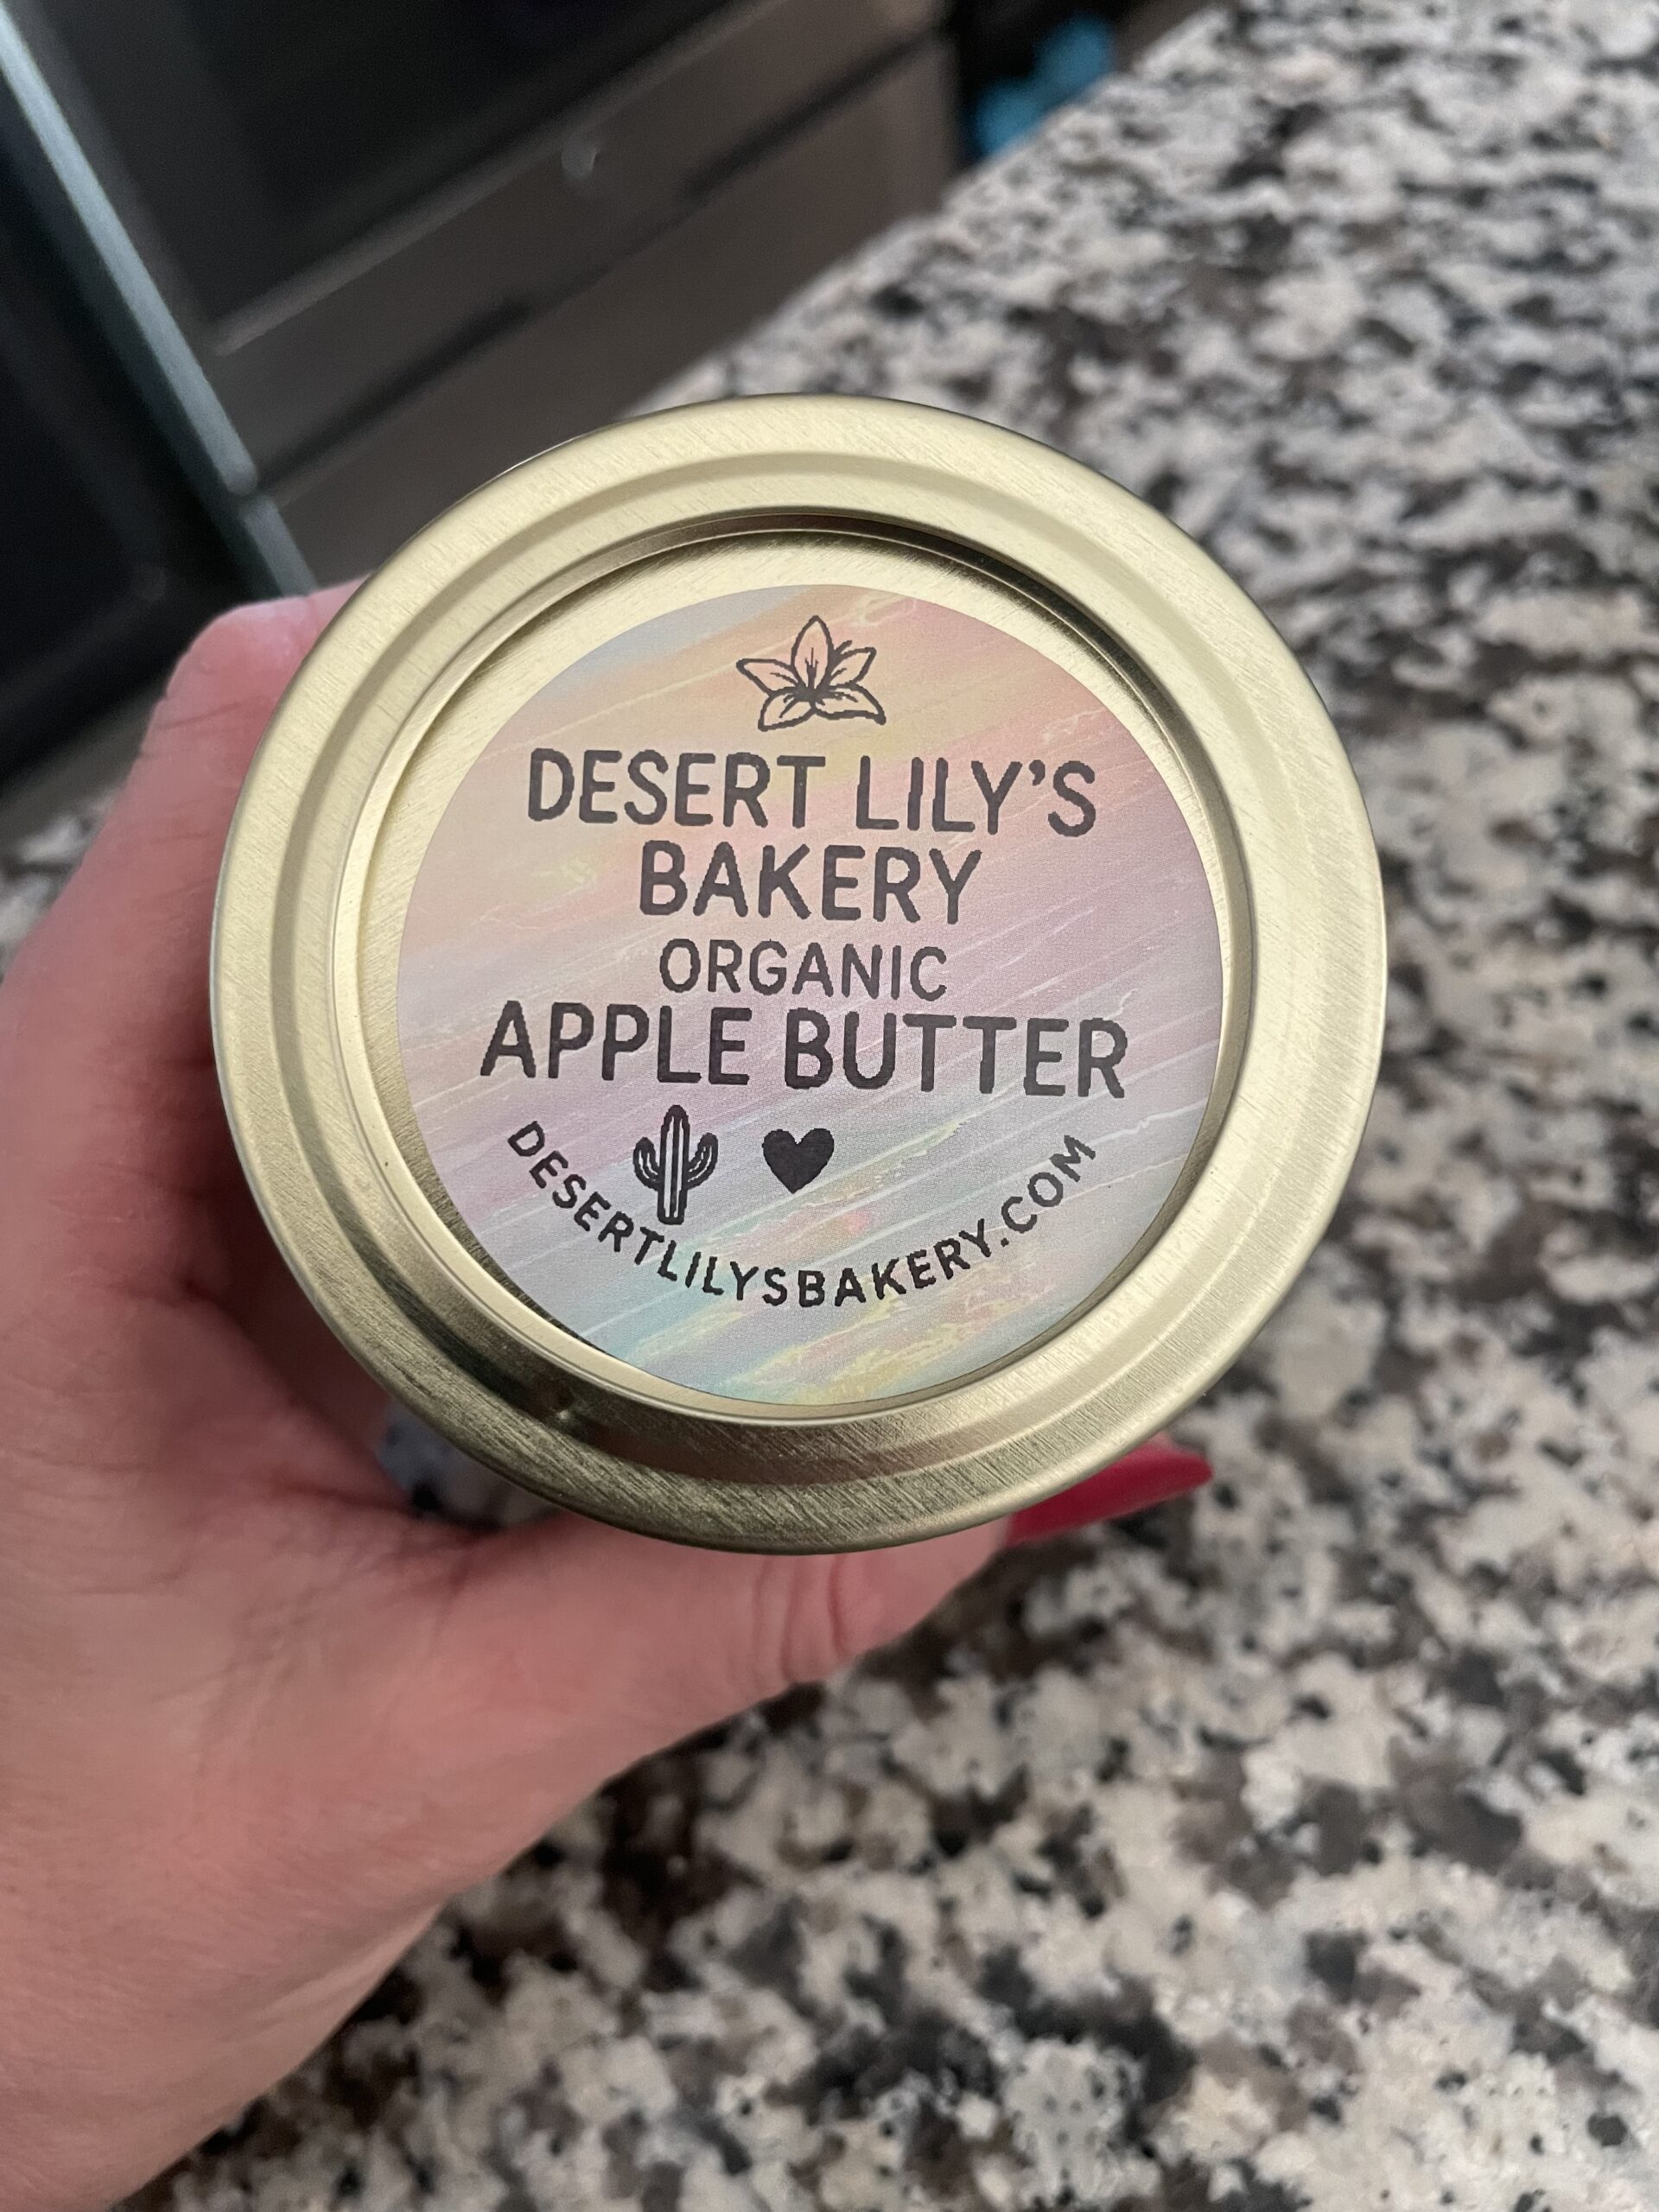 DESERT LILY'S
BAKERY
ORGANIC
APPLE BUTTER
DESERTLILYSBAKERY.COM